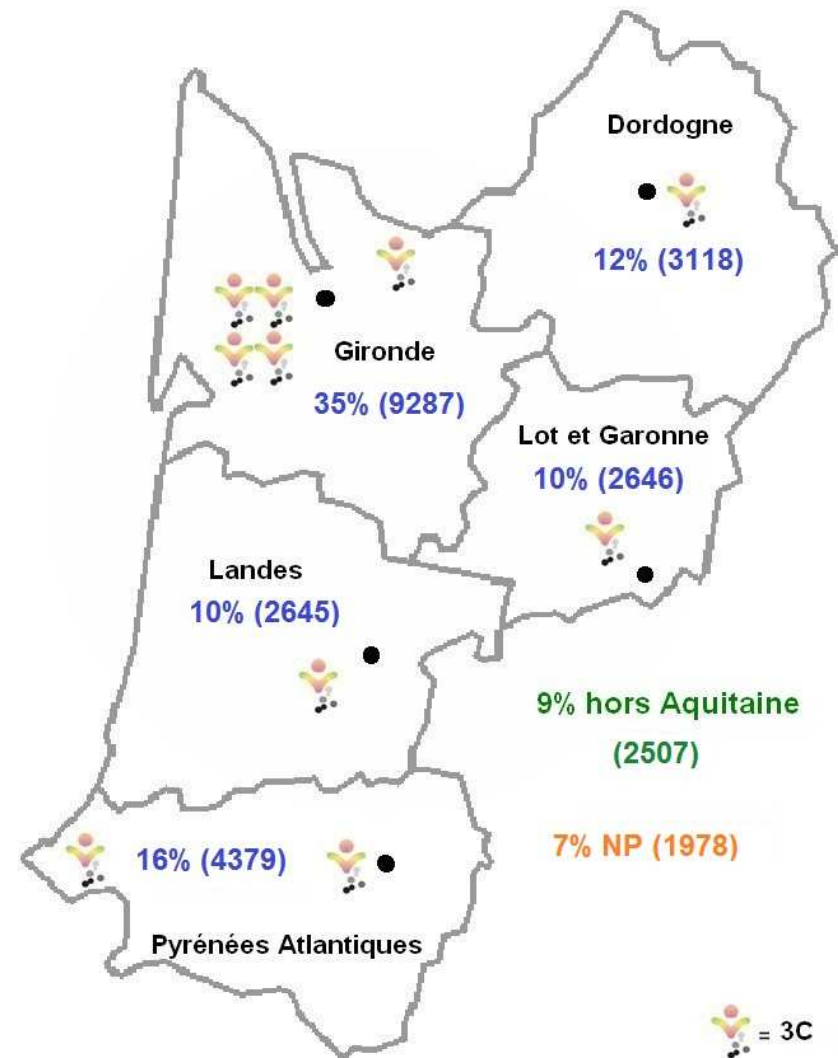 Dordogne
12% (3118)
Gironde
35% (9287)
Lot et Garonne
10% (2646)
Landes
10% (2645)
9% hors Aquitaine
(2507)
7% NP (1978)
16% (4379)
Pyrénées Atlantiques
= 3C